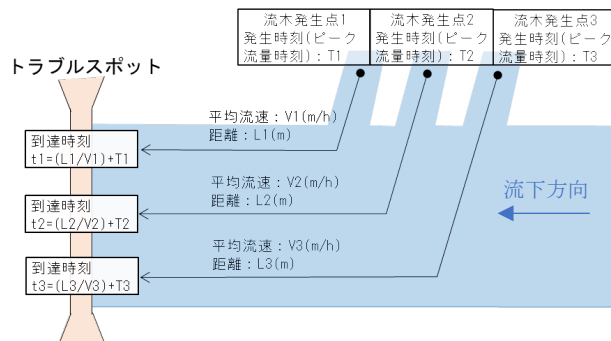 流木発生点1
発生時刻(ピーク
流量時刻)：T1
流木発生点2
発生時刻(ピーク
流量時刻)：T2
流木発生点3
発生時刻(ピーク
流量時刻)：T3
トラブルスポット
平均流速：V1(m/h)
距離：L1(m)
到達時刻
t1=(L1/V1)+T1
平均流速：V2(m/h)
距離：L2(m)
到達時刻
t2=(L2/V2)+T2
流下方向
平均流速：V3(m/h)
距離：L3(m)
到達時刻
t3=(L3/V3)+T3